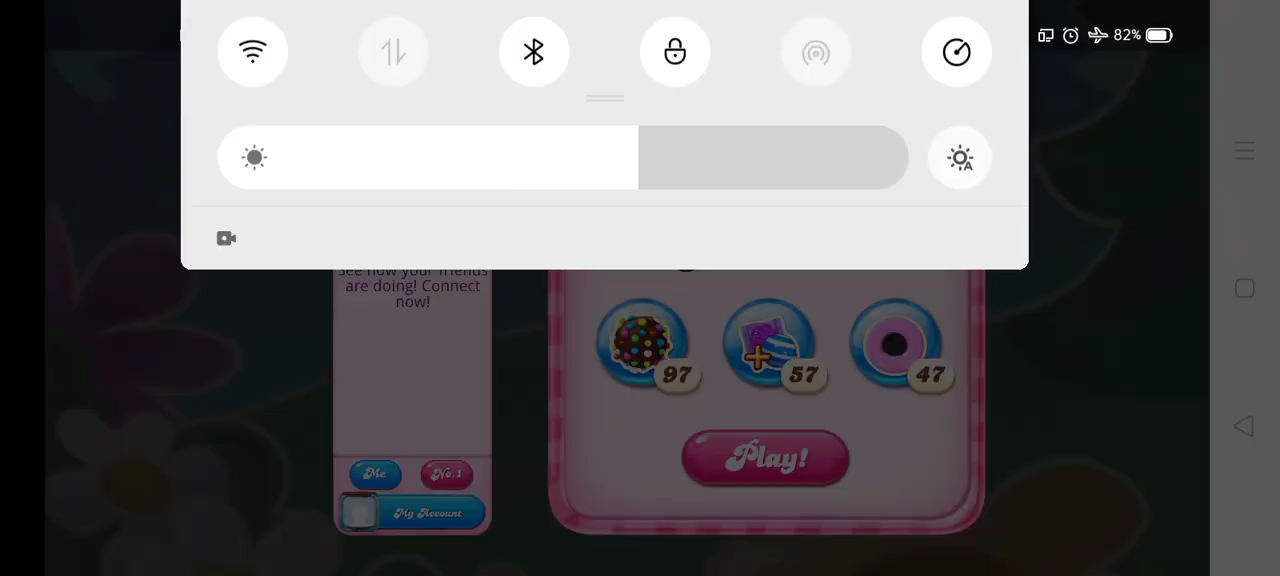 82%
See how your friends
are doing! Connect
now!
97
57
47
Play!
Me
No.1
My Account